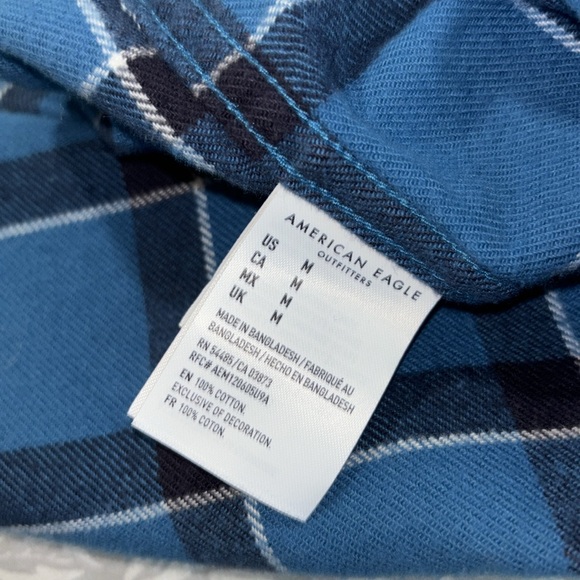 AMERICAN EAGLE
OUTFITTERS
US M
CA M
MX M
UK M
MADE IN BANGLADESH / FABRIQUÉ AU
BANGLADESH / HECHO EN BANGLADESH
RN 54485 / CA 03873
RFC# AEM120605U9A
EN 100% COTTON.
EXCLUSIVE OF DECORATION.
FR 100% COTON.